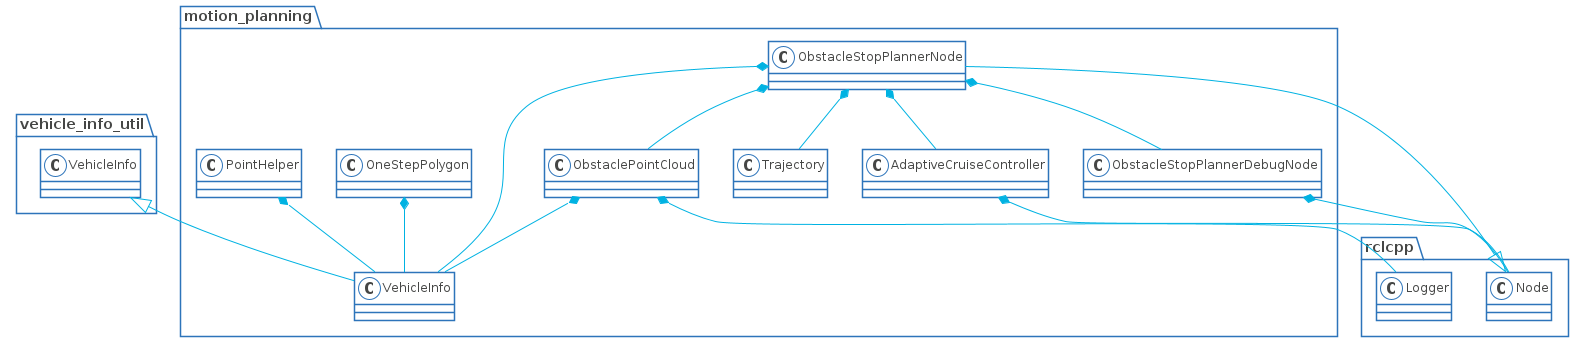 motion_planning
C ObstacleStopPlannerNode
vehicle_info_util
C VehicleInfo
C PointHelper
C OneStepPolygon
C ObstaclePointCloud
C Trajectory
C AdaptiveCruiseController
C ObstacleStopPlannerDebugNode
rclcpp
C VehicleInfo
C Logger
C Node